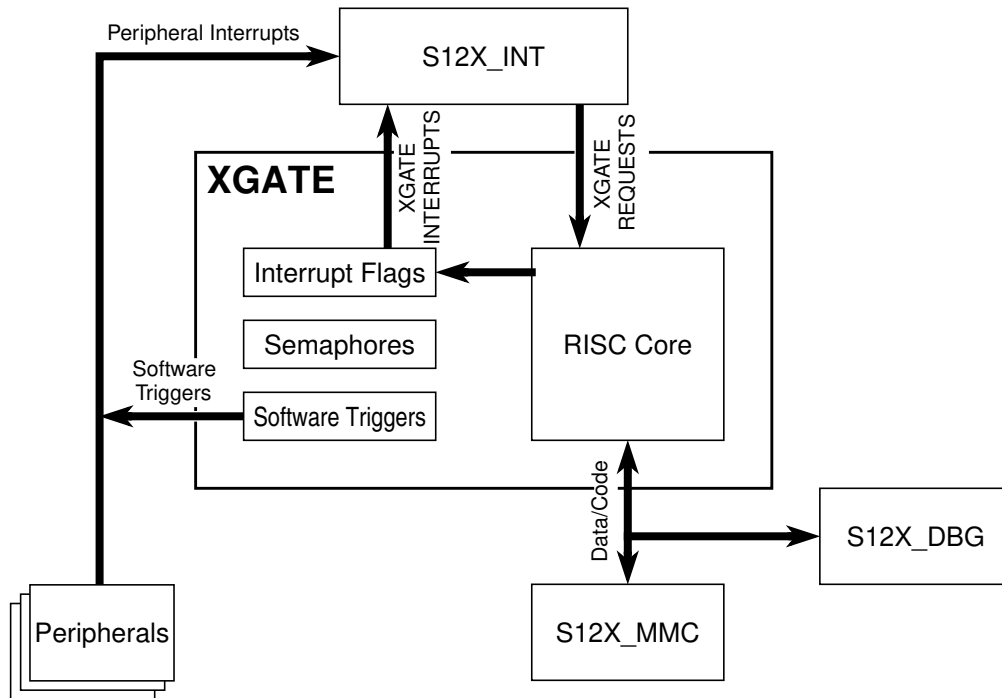 Peripheral Interrupts
S12X_INT
XGATE
INTERRUPTS
XGATE
REQUESTS
XGATE
Interrupt Flags
Semaphores
RISC Core
Software
Triggers
Software Triggers
Data/Code
S12X_DBG
Peripherals
S12X_MMC